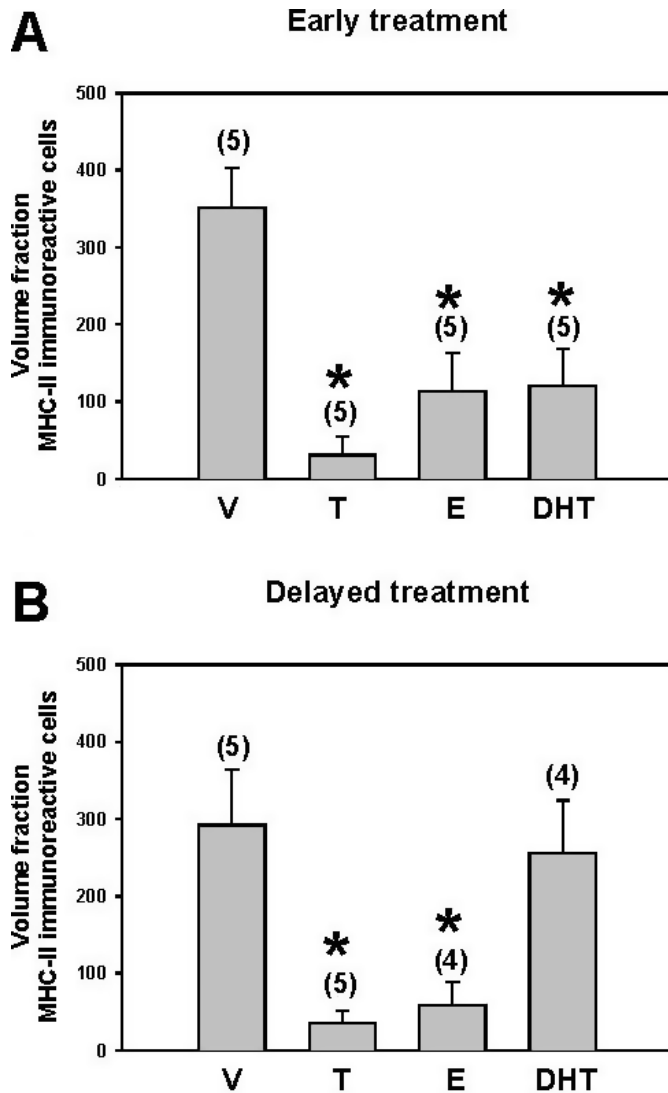 A
Early treatment
Volume fraction
MHC-II immunoreactive cells
500
400
300
200
100
0
(5)
*
(5)
*
(5)
*
(5)
V T E DHT
B
Delayed treatment
Volume fraction
MHC-II immunoreactive cells
500
400
300
200
100
0
(5)
*
(5)
*
(4)
(4)
V T E DHT